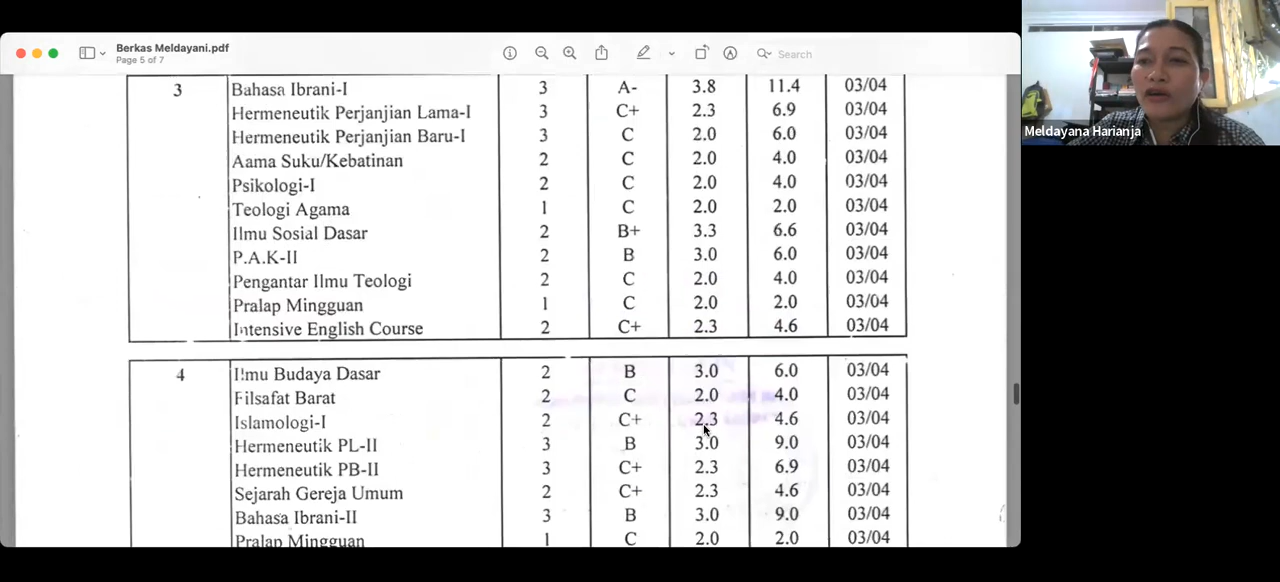 Berkas Meldayani.pdf
Page 5 of 7
Search
Meldayana Harianja
3 Bahasa Ibrani-I 3 A- 3.8 11.4 03/04
Hermeneutik Perjanjian Lama-I 3 C+ 2.3 6.9 03/04
Hermeneutik Perjanjian Baru-I 3 C 2.0 6.0 03/04
Aama Suku/Kebatinan 2 C 2.0 4.0 03/04
Psikologi-I 2 C 2.0 4.0 03/04
Teologi Agama 1 C 2.0 2.0 03/04
Ilmu Sosial Dasar 2 B+ 3.3 6.6 03/04
P.A.K-II 2 B 3.0 6.0 03/04
Pengantar Ilmu Teologi 2 C 2.0 4.0 03/04
Pralap Mingguan 1 C 2.0 2.0 03/04
Intensive English Course 2 C+ 2.3 4.6 03/04
4 Ilmu Budaya Dasar 2 B 3.0 6.0 03/04
Filsafat Barat 2 C 2.0 4.0 03/04
Islamologi-I 2 C+ 2.3 4.6 03/04
Hermeneutik PL-II 3 B 3.0 9.0 03/04
Hermeneutik PB-II 3 C+ 2.3 6.9 03/04
Sejarah Gereja Umum 2 C+ 2.3 4.6 03/04
Bahasa Ibrani-II 3 B 3.0 9.0 03/04
Pralap Mingguan 1 C 2.0 2.0 03/04